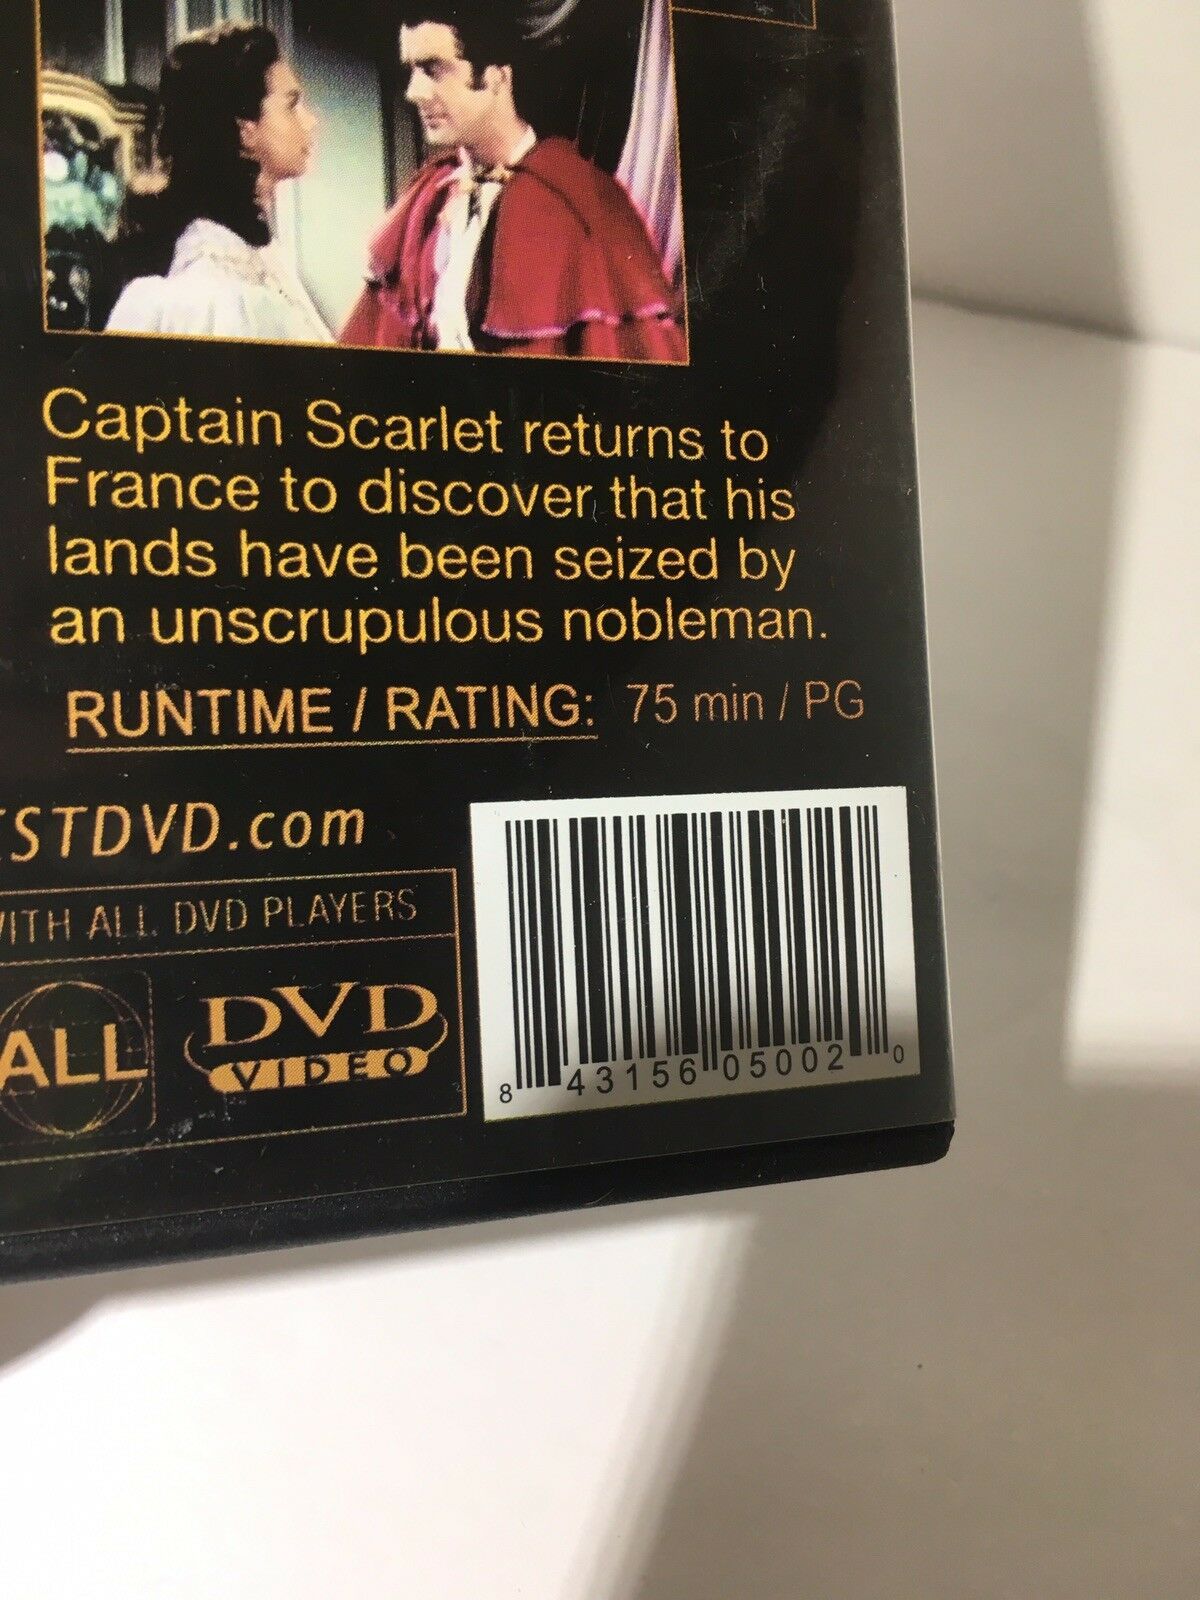 Captain Scarlet returns to
France to discover that his
lands have been seized by
an unscrupulous nobleman.
RUNTIME / RATING: 75 min / PG
STDVD.com
WITH ALL DVD PLAYERS
ALL
DVD
VIDEO
8 43156 05002 0